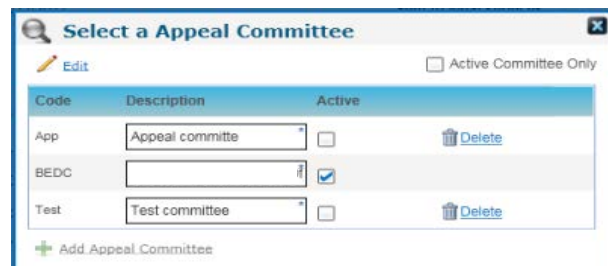 Select a Appeal Committee
Edit
Active Committee Only
Code Description Active
App Appeal committe * Delete
BEDC
Test Test committee * Delete
Add Appeal Committee